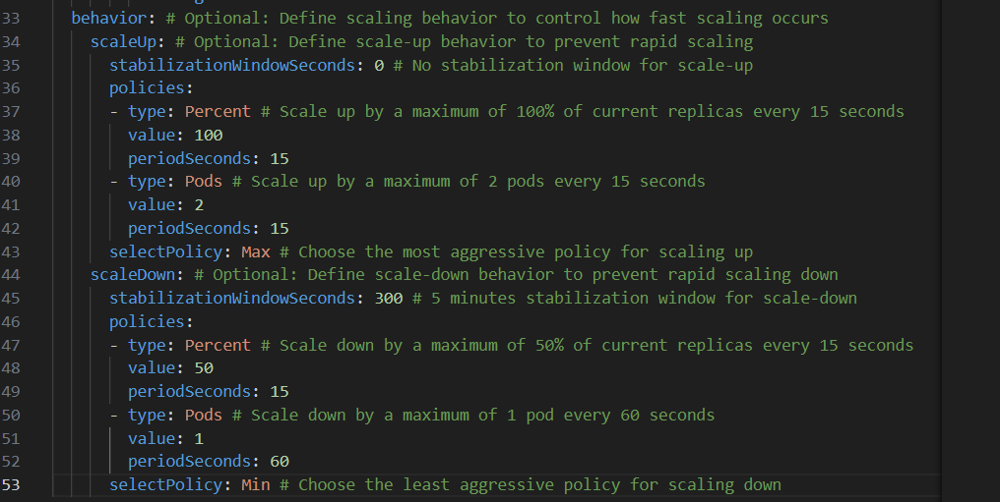 33 behavior: # Optional: Define scaling behavior to control how fast scaling occurs
34 scaleUp: # Optional: Define scale-up behavior to prevent rapid scaling
35 stabilizationWindowSeconds: 0 # No stabilization window for scale-up
36 policies:
37 - type: Percent # Scale up by a maximum of 100% of current replicas every 15 seconds
38 value: 100
39 periodSeconds: 15
40 - type: Pods # Scale up by a maximum of 2 pods every 15 seconds
41 value: 2
42 periodSeconds: 15
43 selectPolicy: Max # Choose the most aggressive policy for scaling up
44 scaleDown: # Optional: Define scale-down behavior to prevent rapid scaling down
45 stabilizationWindowSeconds: 300 # 5 minutes stabilization window for scale-down
46 policies:
47 - type: Percent # Scale down by a maximum of 50% of current replicas every 15 seconds
48 value: 50
49 periodSeconds: 15
50 - type: Pods # Scale down by a maximum of 1 pod every 60 seconds
51 value: 1
52 periodSeconds: 60
53 selectPolicy: Min # Choose the least aggressive policy for scaling down